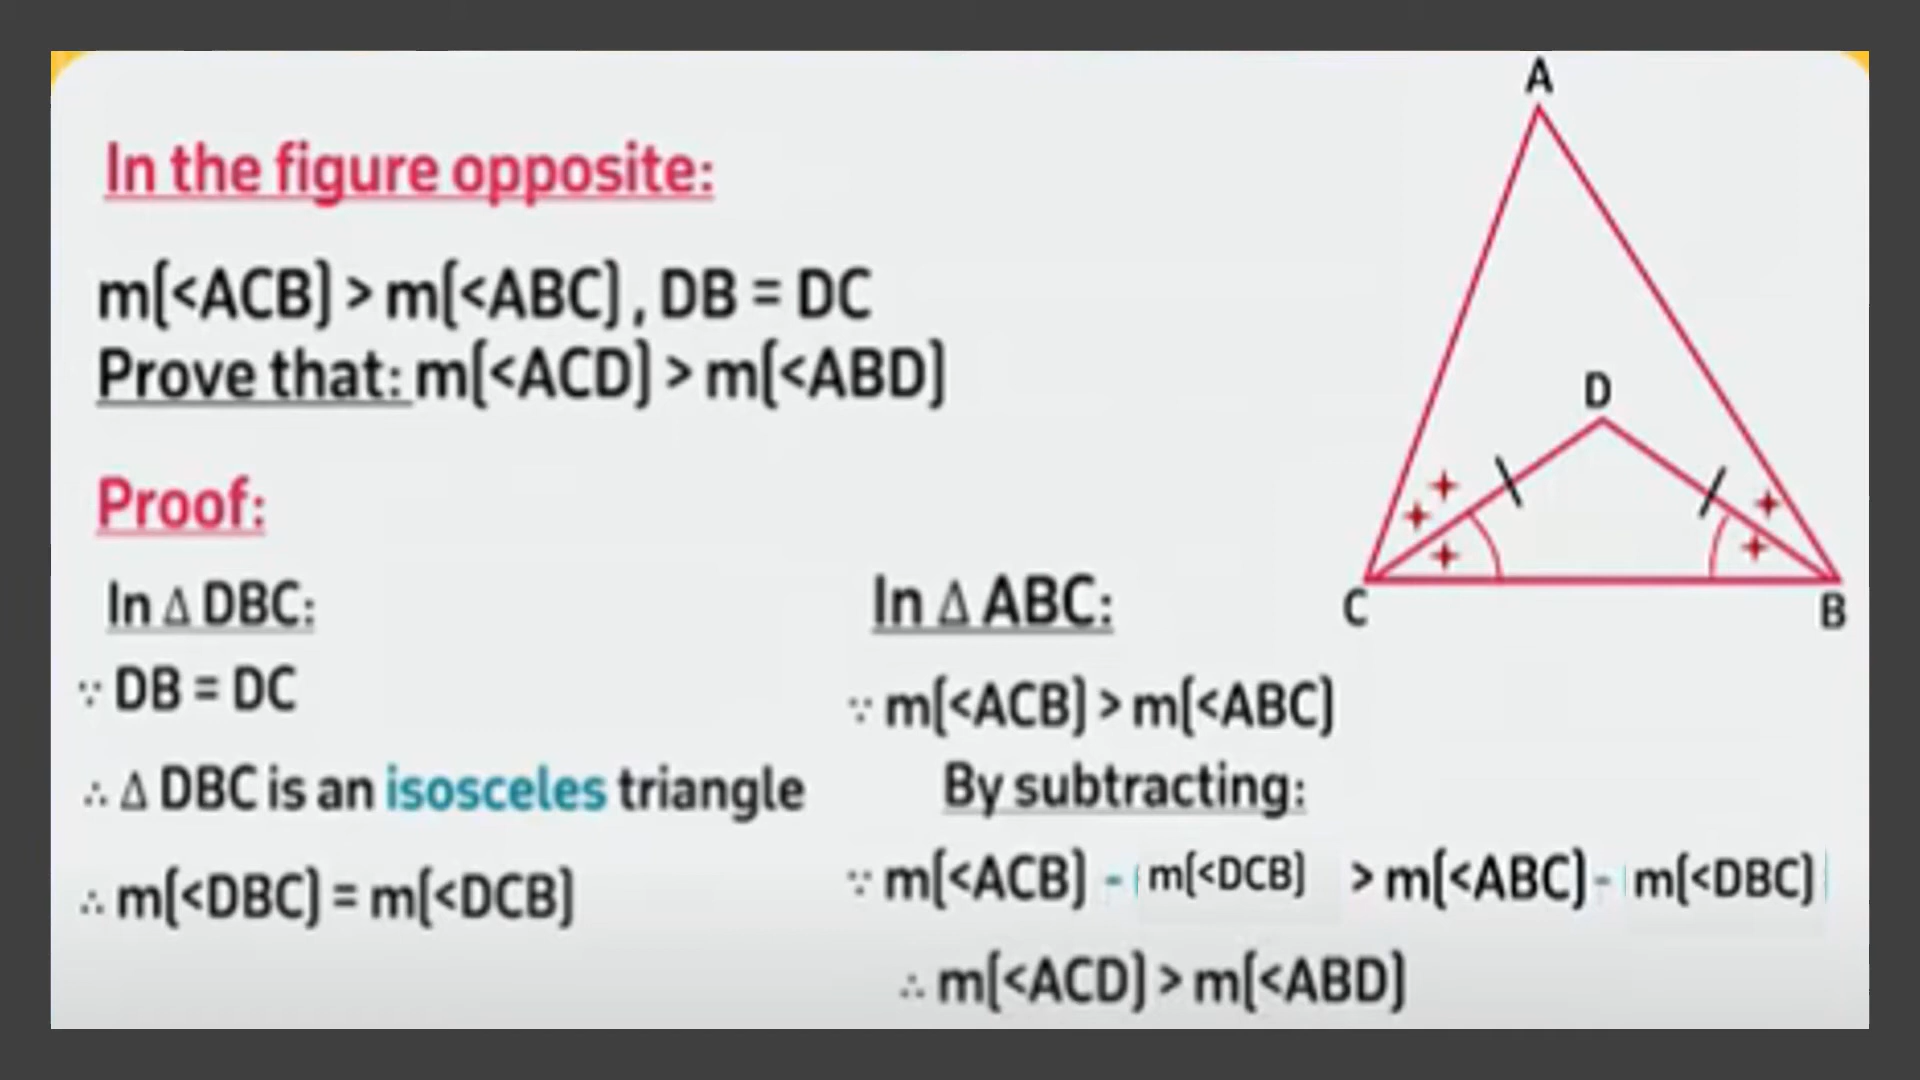 In the figure opposite:
m(<ACB) > m(<ABC), DB = DC
Prove that: m(<ACD) > m(<ABD)
Proof:
In Δ DBC:
∵ DB = DC
∴ Δ DBC is an isosceles triangle
∴ m(<DBC) = m(<DCB)
In Δ ABC:
∵ m(<ACB) > m(<ABC)
By subtracting:
∵ m(<ACB) - m(<DCB) > m(<ABC) - m(<DBC)
∴ m(<ACD) > m(<ABD)
A
D
C
B